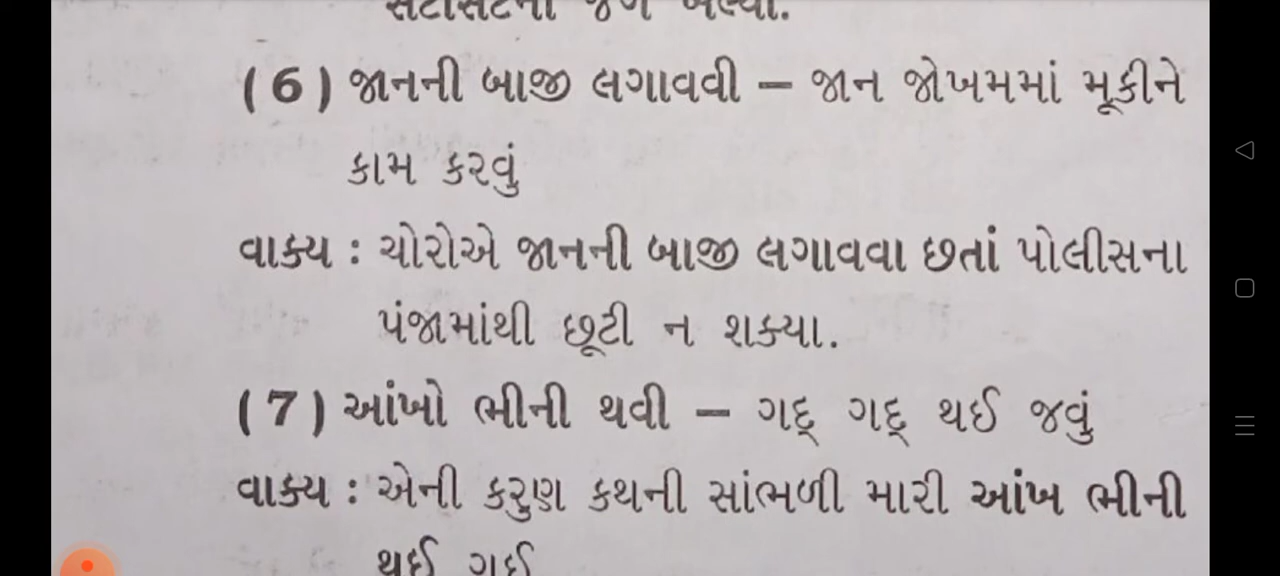 (6) જાનની બાજી લગાવવી – જાન જોખમમાં મૂકીને
કામ કરવું
વાક્ય : ચોરોએ જાનની બાજી લગાવવા છતાં પોલીસના
પંજામાંથી છૂટી ન શક્યા.
(7) આંખો ભીની થવી – ગદ્ ગદ્ થઈ જવું
વાક્ય : એની કરુણ કથની સાંભળી મારી આંખ ભીની
થઈ ગઈ